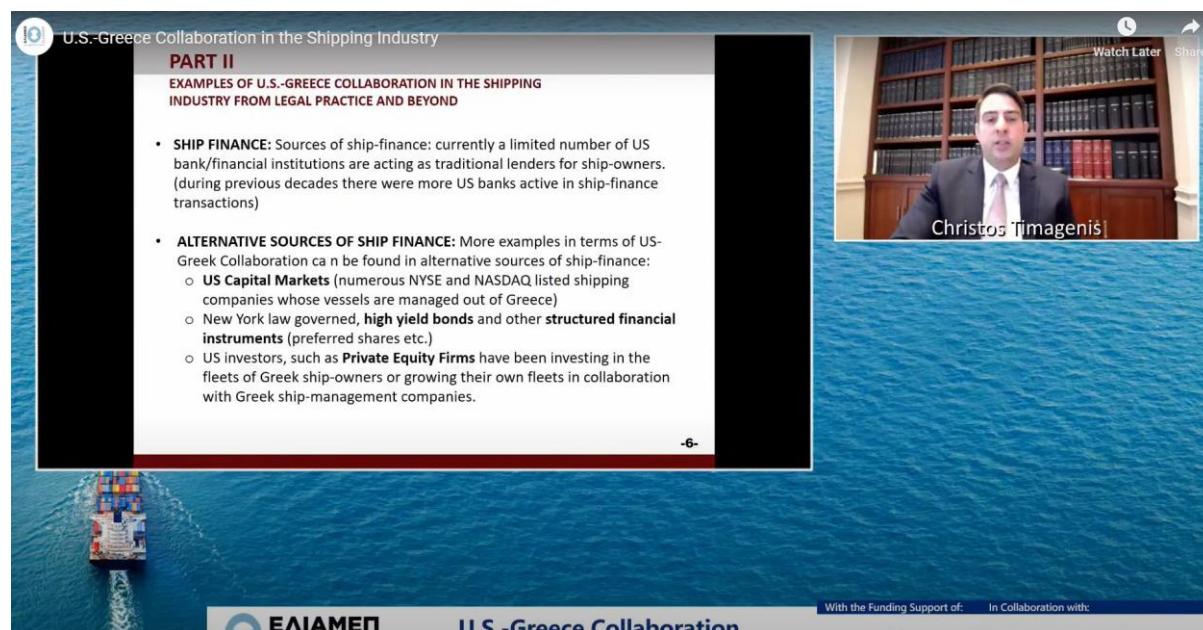 U.S.-Greece Collaboration in the Shipping Industry
Watch Later
Share
PART II
EXAMPLES OF U.S.-GREECE COLLABORATION IN THE SHIPPING
INDUSTRY FROM LEGAL PRACTICE AND BEYOND
• SHIP FINANCE: Sources of ship-finance: currently a limited number of US
bank/financial institutions are acting as traditional lenders for ship-owners.
(during previous decades there were more US banks active in ship-finance
transactions)
• ALTERNATIVE SOURCES OF SHIP FINANCE: More examples in terms of US-
Greek Collaboration ca n be found in alternative sources of ship-finance:
o US Capital Markets (numerous NYSE and NASDAQ listed shipping
companies whose vessels are managed out of Greece)
o New York law governed, high yield bonds and other structured financial
instruments (preferred shares etc.)
o US investors, such as Private Equity Firms have been investing in the
fleets of Greek ship-owners or growing their own fleets in collaboration
with Greek ship-management companies.
-6-
Christos Timagenis
With the Funding Support of: In Collaboration with:
ΕΛΙΑΜΕΠ
U.S.-Greece Collaboration